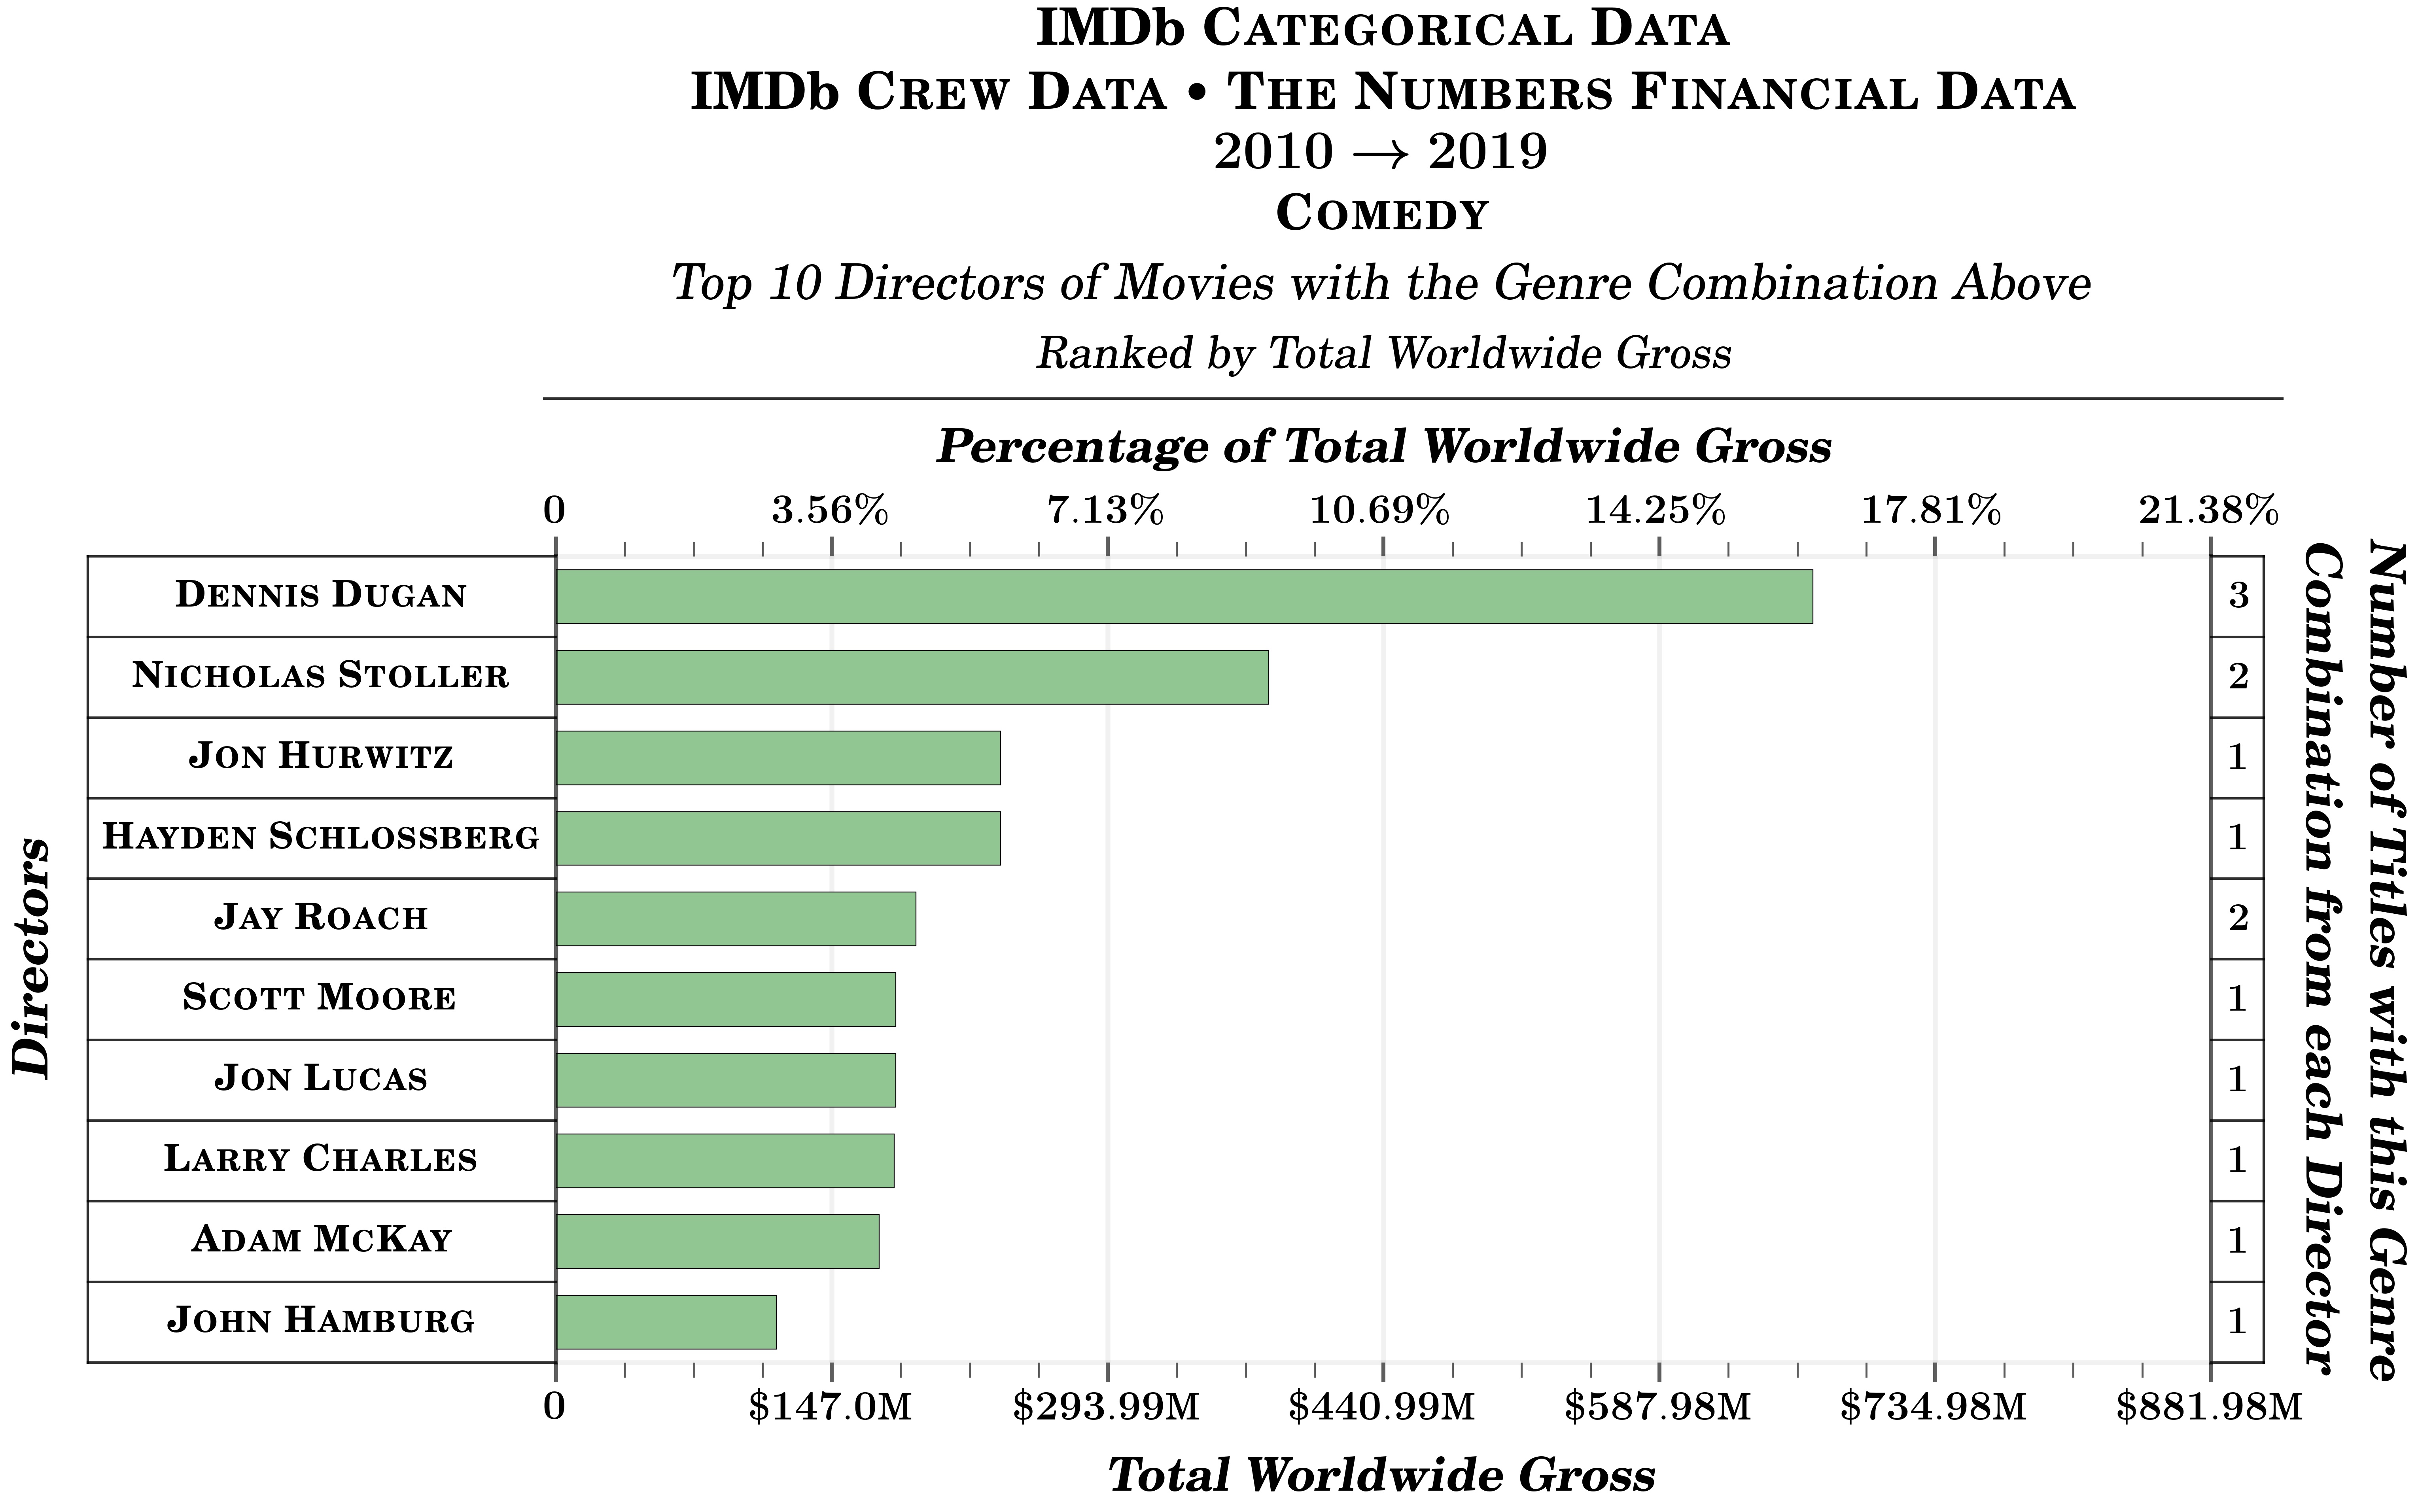 IMDb Categorical Data
IMDb Crew Data • The Numbers Financial Data
2010 → 2019
Comedy
Top 10 Directors of Movies with the Genre Combination Above
Ranked by Total Worldwide Gross
Percentage of Total Worldwide Gross
0 3.56% 7.13% 10.69% 14.25% 17.81% 21.38%
Directors
Dennis Dugan 3
Nicholas Stoller 2
Jon Hurwitz 1
Hayden Schlossberg 1
Jay Roach 2
Scott Moore 1
Jon Lucas 1
Larry Charles 1
Adam McKay 1
John Hamburg 1
Number of Titles with this Genre
Combination from each Director
0 $147.0M $293.99M $440.99M $587.98M $734.98M $881.98M
Total Worldwide Gross